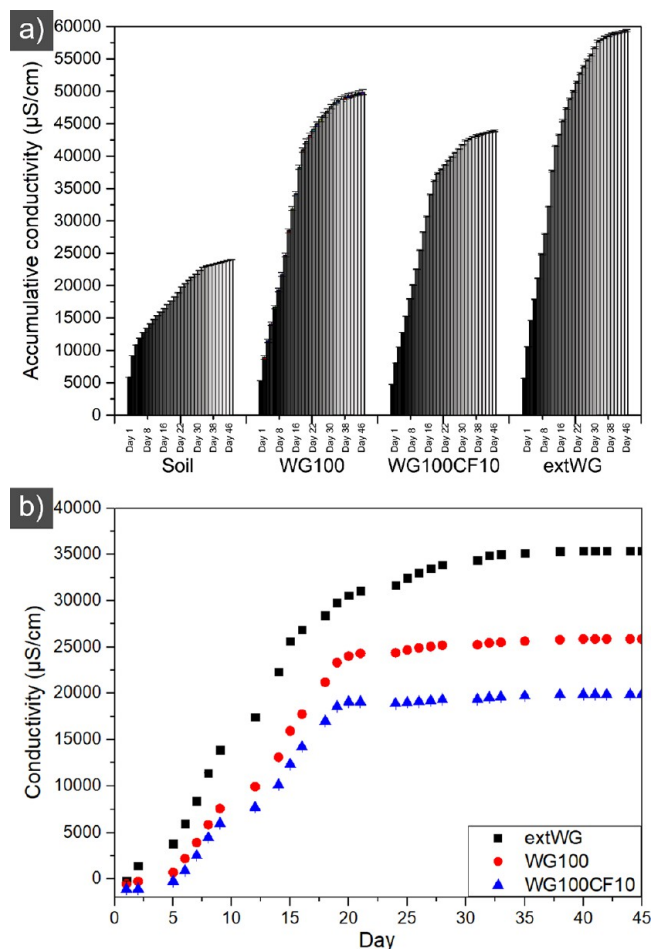 a)
Accumulative conductivity (µS/cm)
60000
55000
50000
45000
40000
35000
30000
25000
20000
15000
10000
5000
0
Day 1
Day 8
Day 16
Day 22
Day 30
Day 38
Day 46
Day 1
Day 8
Day 16
Day 22
Day 30
Day 38
Day 46
Day 1
Day 8
Day 16
Day 22
Day 30
Day 38
Day 46
Day 1
Day 8
Day 16
Day 22
Day 30
Day 38
Day 46
Soil WG100 WG100CF10 extWG
b)
Conductivity (µS/cm)
40000
35000
30000
25000
20000
15000
10000
5000
0
extWG
WG100
WG100CF10
0 5 10 15 20 25 30 35 40 45
Day